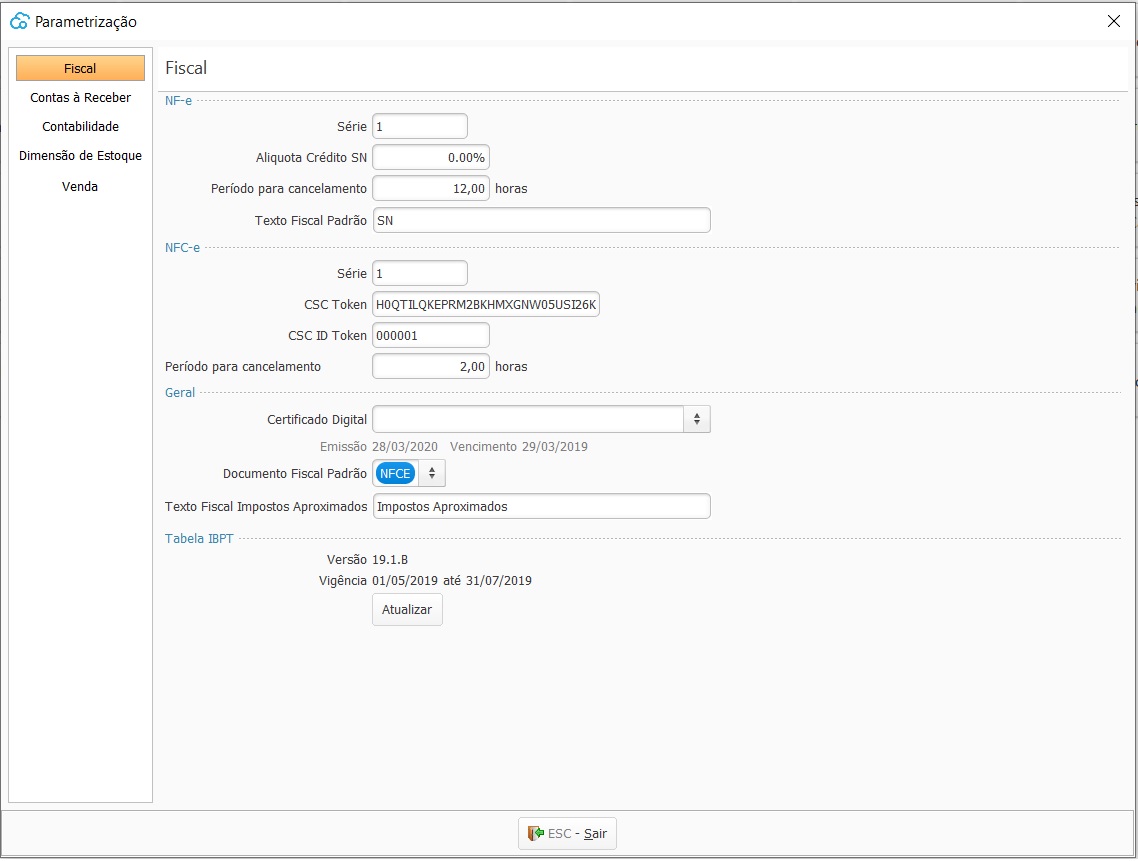 Parametrização
Fiscal
Contas à Receber
Contabilidade
Dimensão de Estoque
Venda
Fiscal
NF-e
Série 1
Aliquota Crédito SN 0.00%
Período para cancelamento 12,00 horas
Texto Fiscal Padrão SN
NFC-e
Série 1
CSC Token H0QTILQKEPRM2BKHMXGNW05USI26K
CSC ID Token 000001
Período para cancelamento 2,00 horas
Geral
Certificado Digital
Emissão 28/03/2020 Vencimento 29/03/2019
Documento Fiscal Padrão NFCE
Texto Fiscal Impostos Aproximados Impostos Aproximados
Tabela IBPT
Versão 19.1.B
Vigência 01/05/2019 até 31/07/2019
Atualizar
ESC - Sair